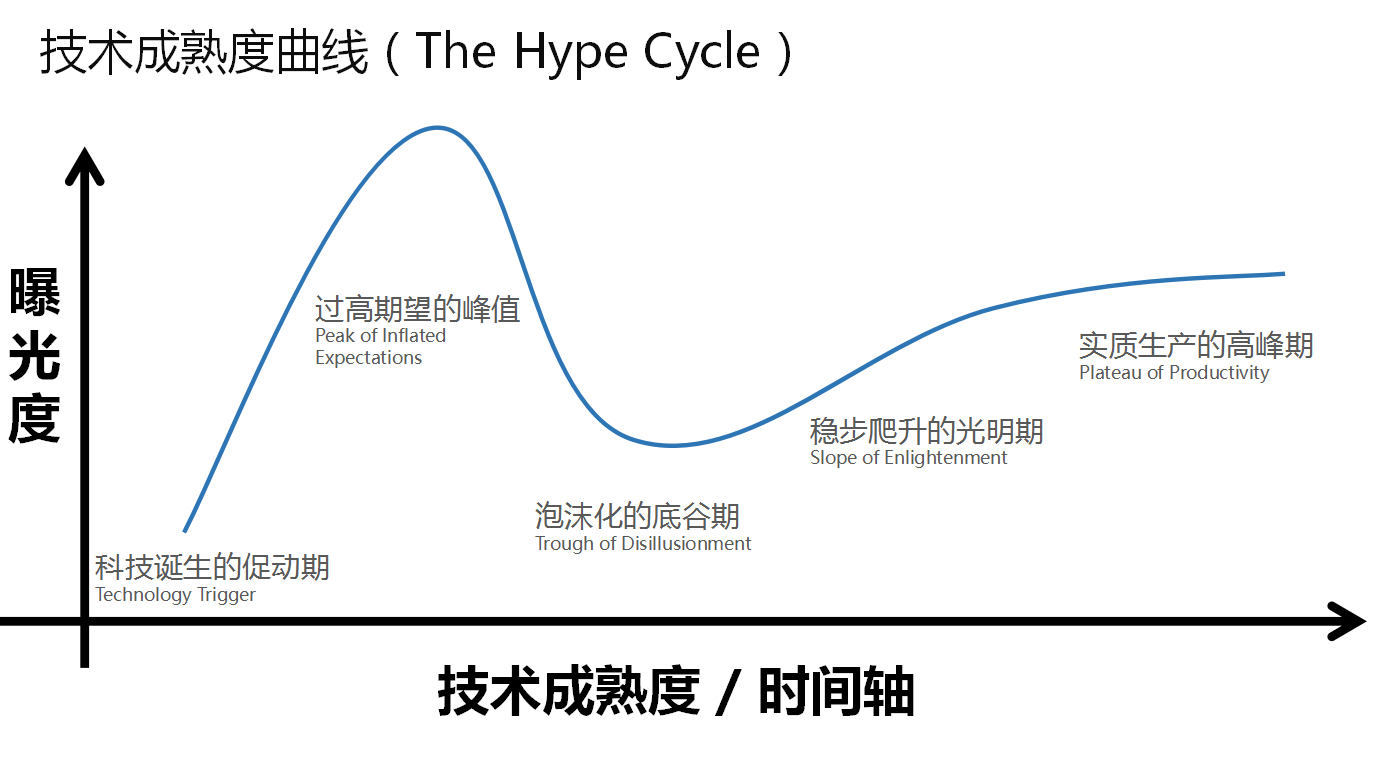 技术成熟度曲线（The Hype Cycle）
曝光度
过高期望的峰值
Peak of Inflated
Expectations
实质生产的高峰期
Plateau of Productivity
稳步爬升的光明期
Slope of Enlightenment
泡沫化的底谷期
Trough of Disillusionment
科技诞生的促动期
Technology Trigger
技术成熟度 / 时间轴